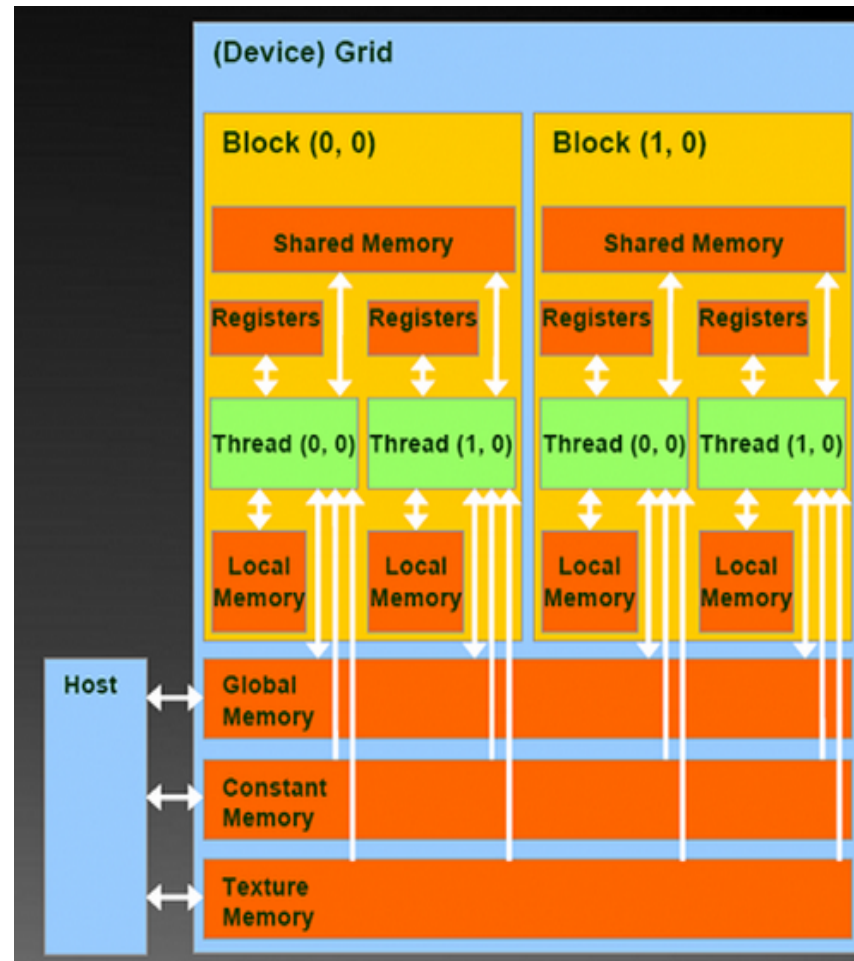 (Device) Grid
Block (0, 0)
Block (1, 0)
Shared Memory
Shared Memory
Registers
Registers
Registers
Registers
Thread (0, 0)
Thread (1, 0)
Thread (0, 0)
Thread (1, 0)
Local
Memory
Local
Memory
Local
Memory
Local
Memory
Host
Global
Memory
Constant
Memory
Texture
Memory